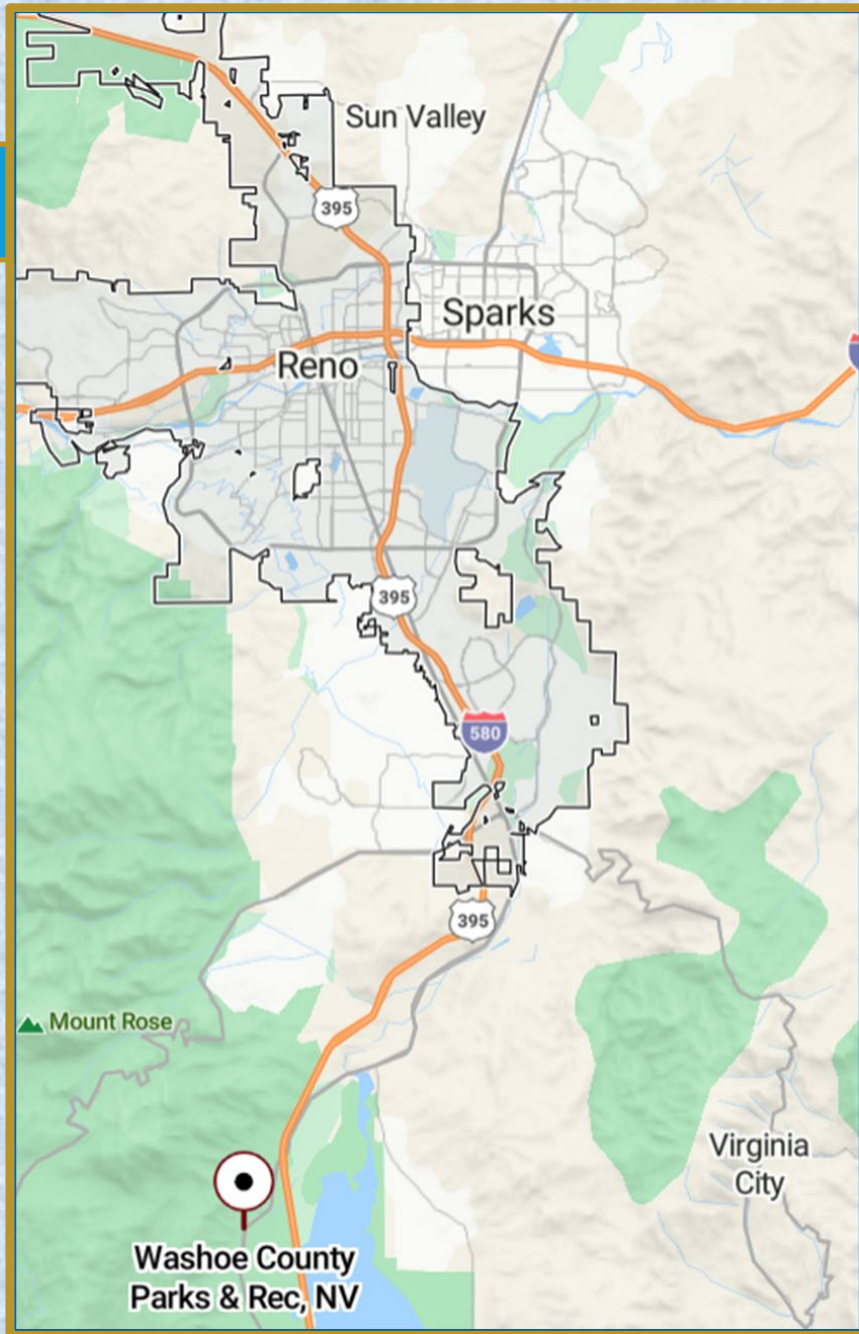 Sun Valley
395
Sparks
Reno
395
580
395
Mount Rose
Virginia
City
Washoe County
Parks & Rec, NV